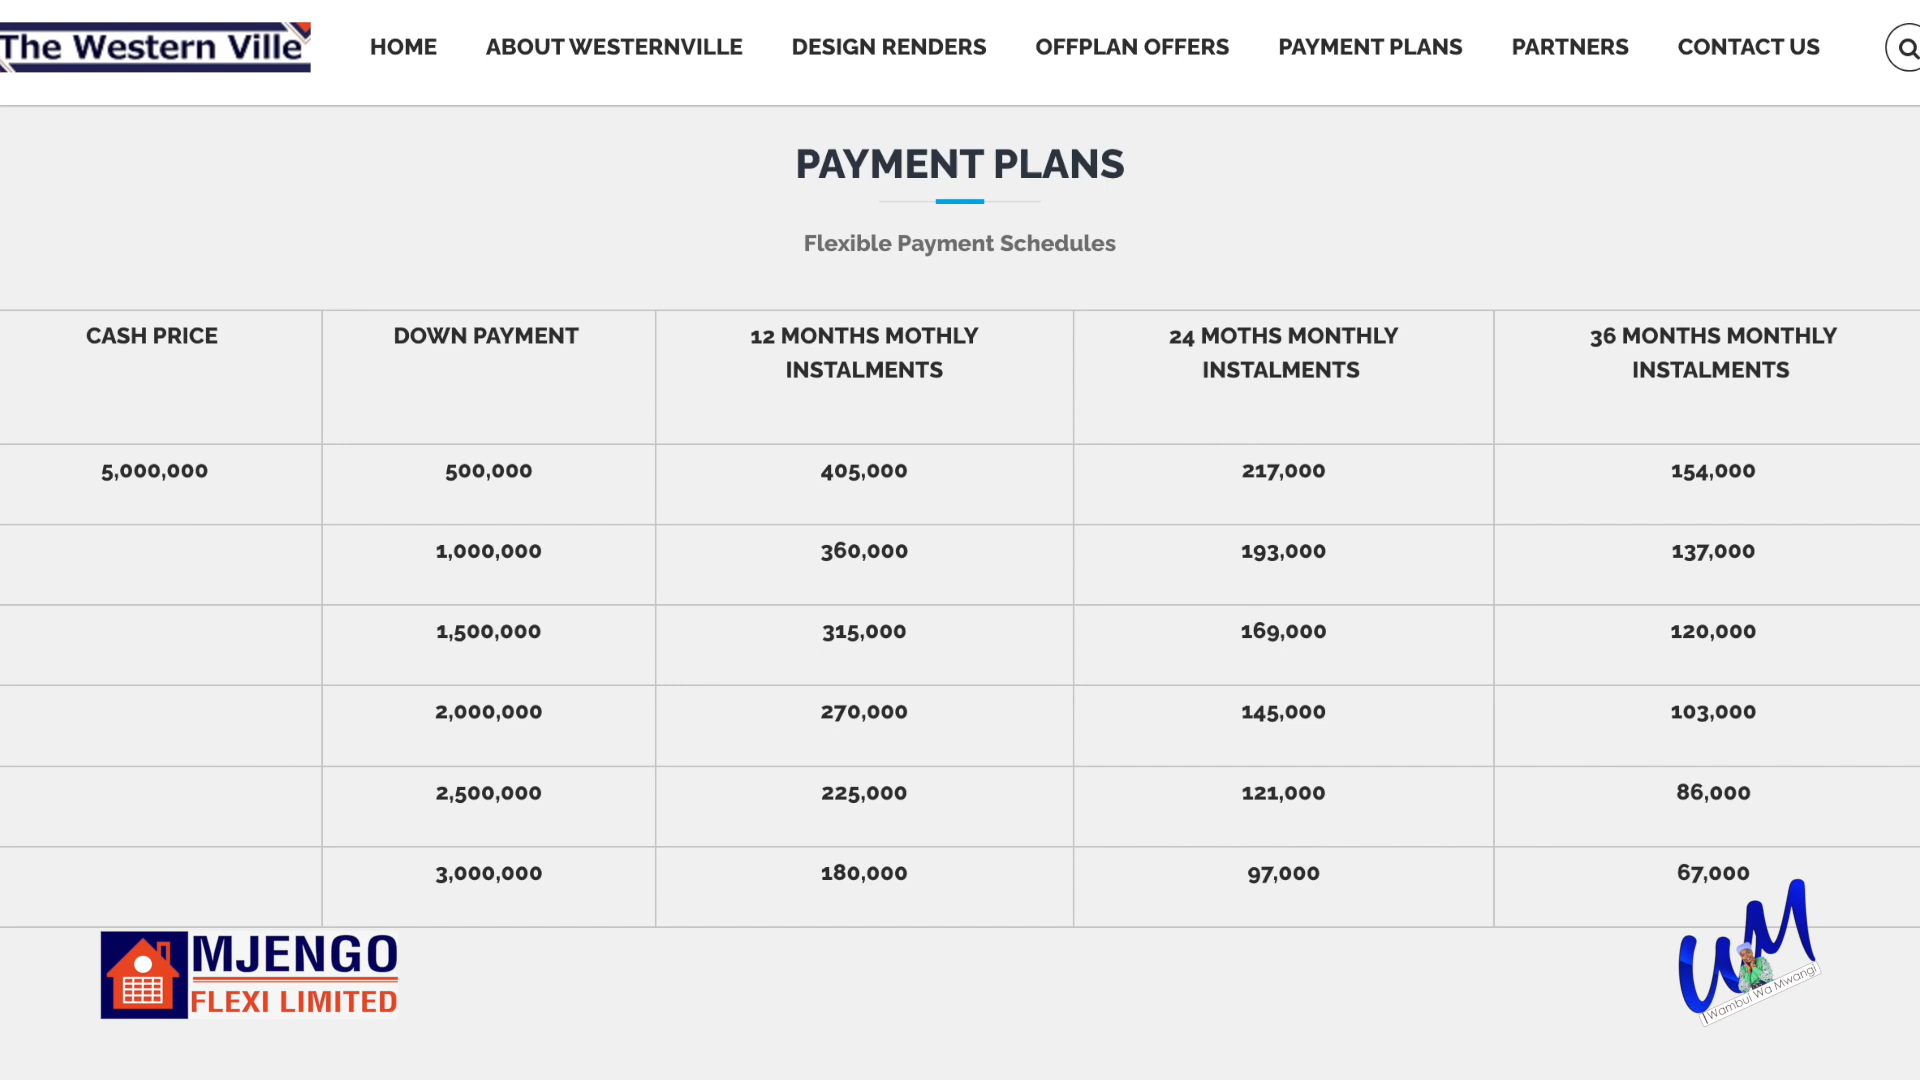 The Western Ville
HOME ABOUT WESTERNVILLE DESIGN RENDERS OFFPLAN OFFERS PAYMENT PLANS PARTNERS CONTACT US
PAYMENT PLANS
Flexible Payment Schedules
CASH PRICE DOWN PAYMENT 12 MONTHS MOTHLY INSTALMENTS 24 MOTHS MONTHLY INSTALMENTS 36 MONTHS MONTHLY INSTALMENTS
5,000,000 500,000 405,000 217,000 154,000
1,000,000 360,000 193,000 137,000
1,500,000 315,000 169,000 120,000
2,000,000 270,000 145,000 103,000
2,500,000 225,000 121,000 86,000
3,000,000 180,000 97,000 67,000
MJENGO
FLEXI LIMITED
WM
Wambui Wa Mwangi